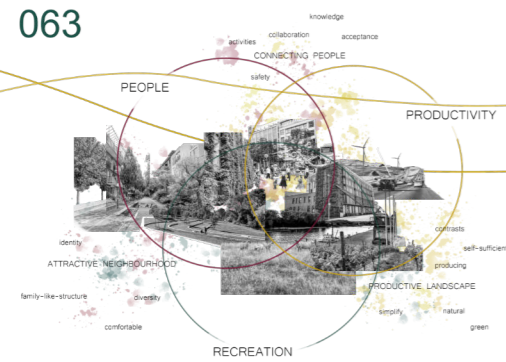 063
knowledge
collaboration
activities
acceptance
CONNECTING PEOPLE
safety
PEOPLE
PRODUCTIVITY
contrasts
identity
self-sufficien
ATTRACTIVE NEIGHBOURHOOD
producing
PRODUCTIVE LANDSCAPE
family-like-structure
diversity
simplify
natural
comfortable
green
RECREATION